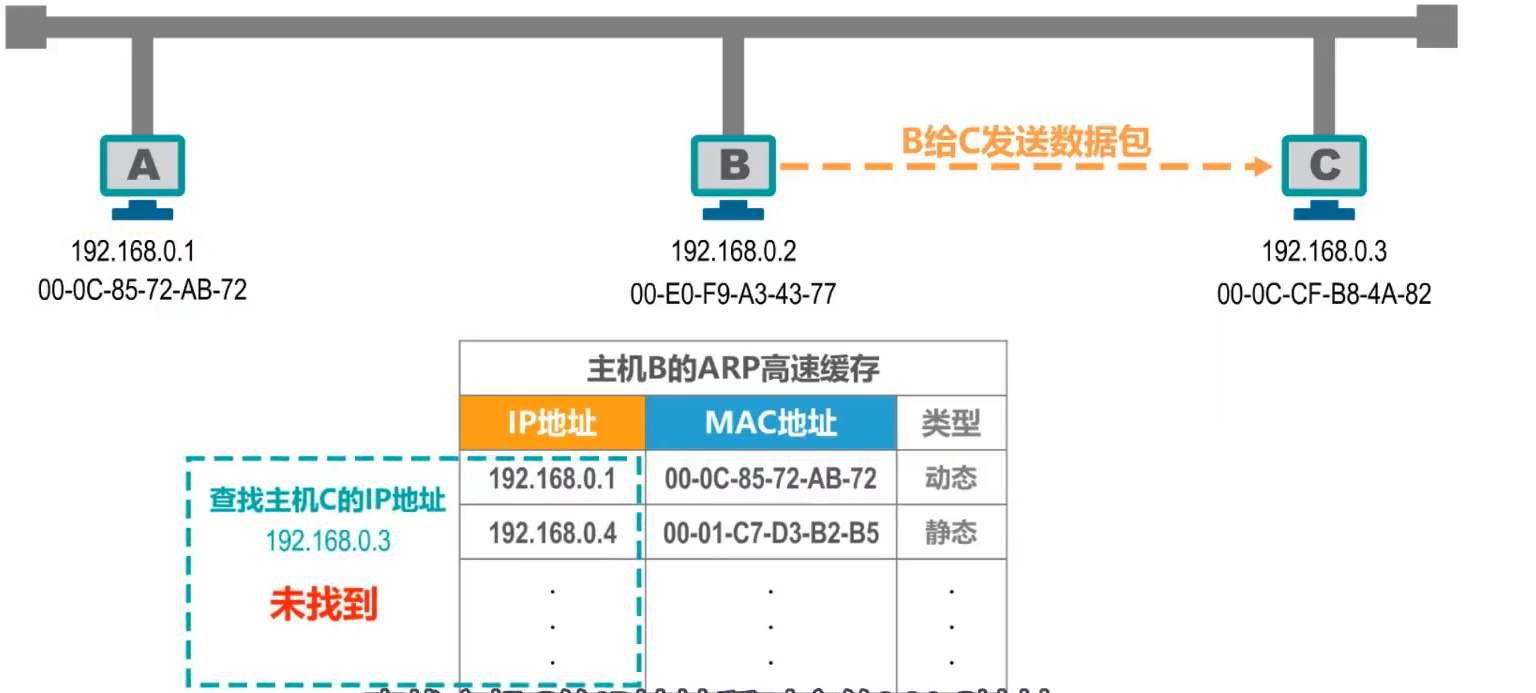 A
B
B给C发送数据包
C
192.168.0.1
00-0C-85-72-AB-72
192.168.0.2
00-E0-F9-A3-43-77
192.168.0.3
00-0C-CF-B8-4A-82
主机B的ARP高速缓存
IP地址 MAC地址 类型
192.168.0.1 00-0C-85-72-AB-72 动态
192.168.0.4 00-01-C7-D3-B2-B5 静态
查找主机C的IP地址
192.168.0.3
未找到